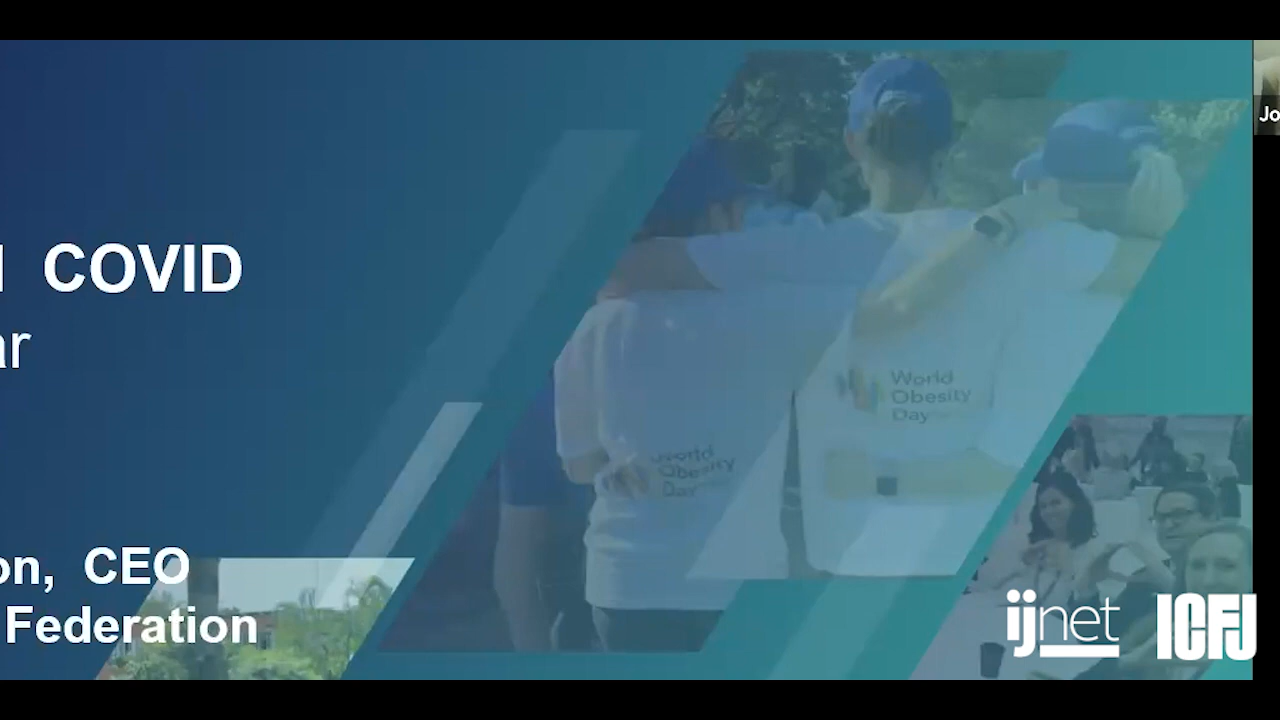 COVID
ar
on, CEO
Federation
World
Obesity
Day
World
Obesity
Day
ijnet
ICFJ
Jo